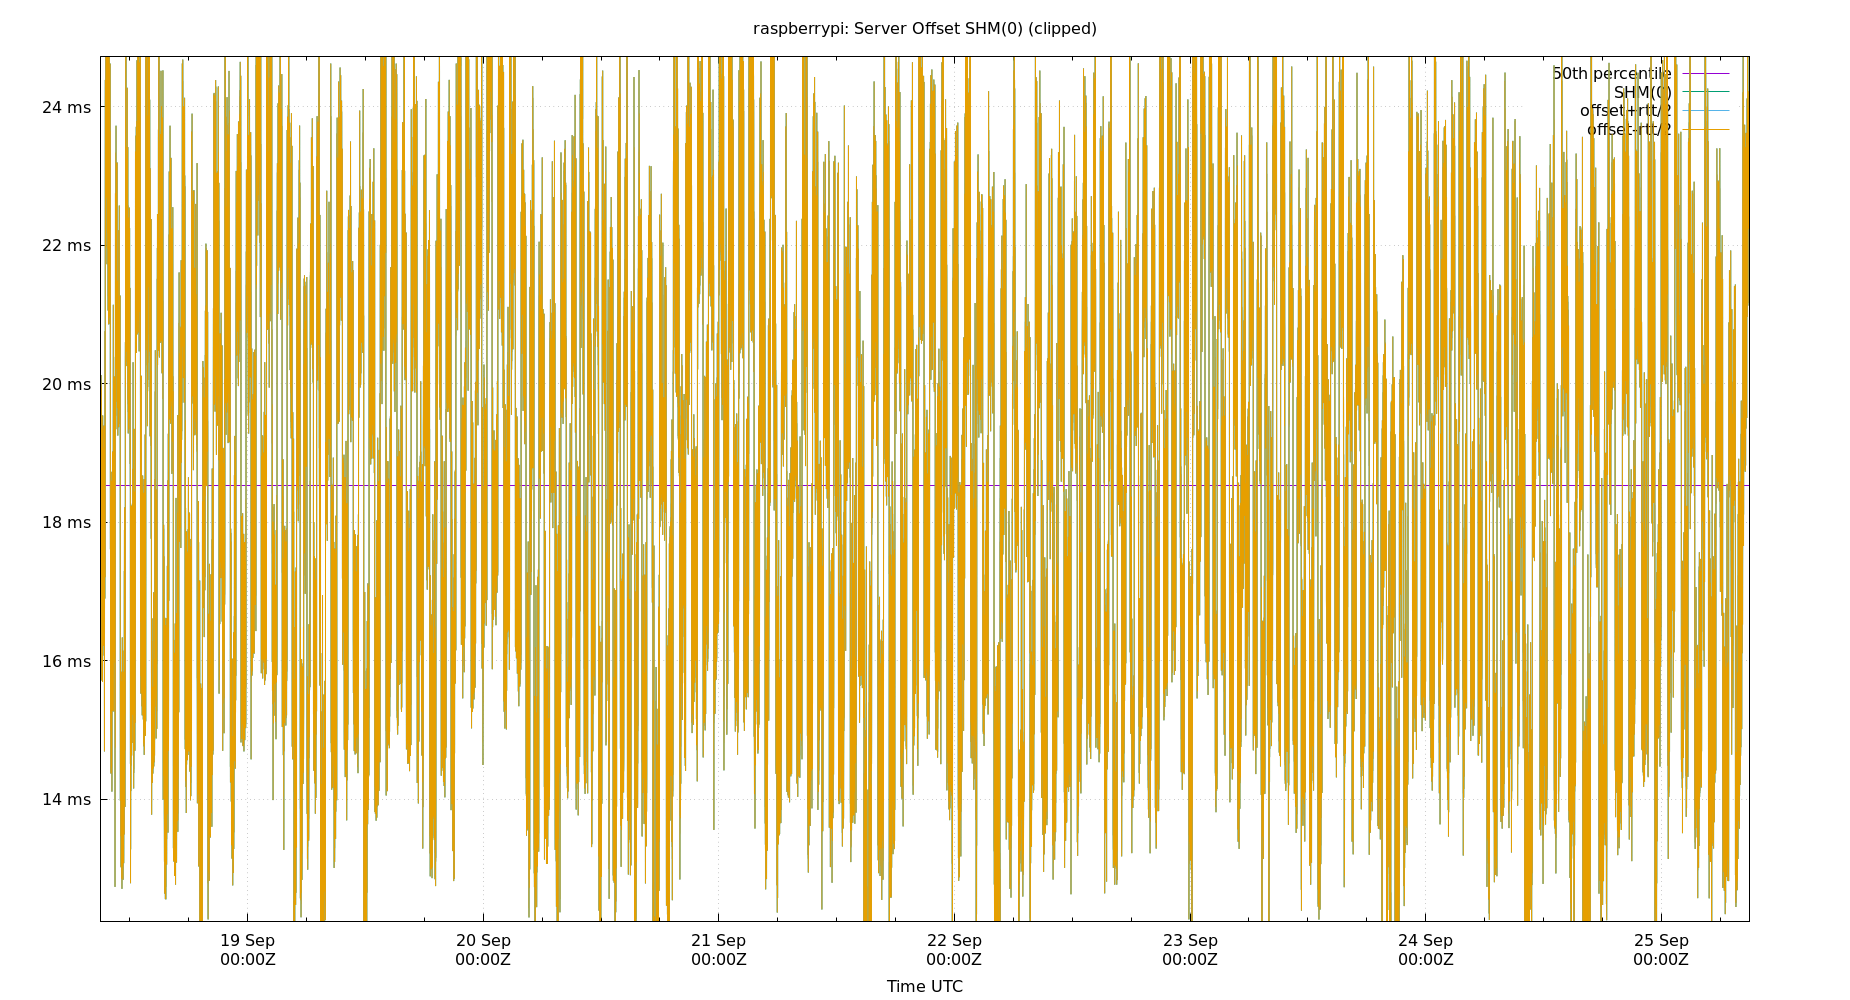 raspberrypi: Server Offset SHM(0) (clipped)
50th percentile
SHM(0)
offset+rtt/2
offset-rtt/2
24 ms
22 ms
20 ms
18 ms
16 ms
14 ms
19 Sep
00:00Z
20 Sep
00:00Z
21 Sep
00:00Z
22 Sep
00:00Z
23 Sep
00:00Z
24 Sep
00:00Z
25 Sep
00:00Z
Time UTC